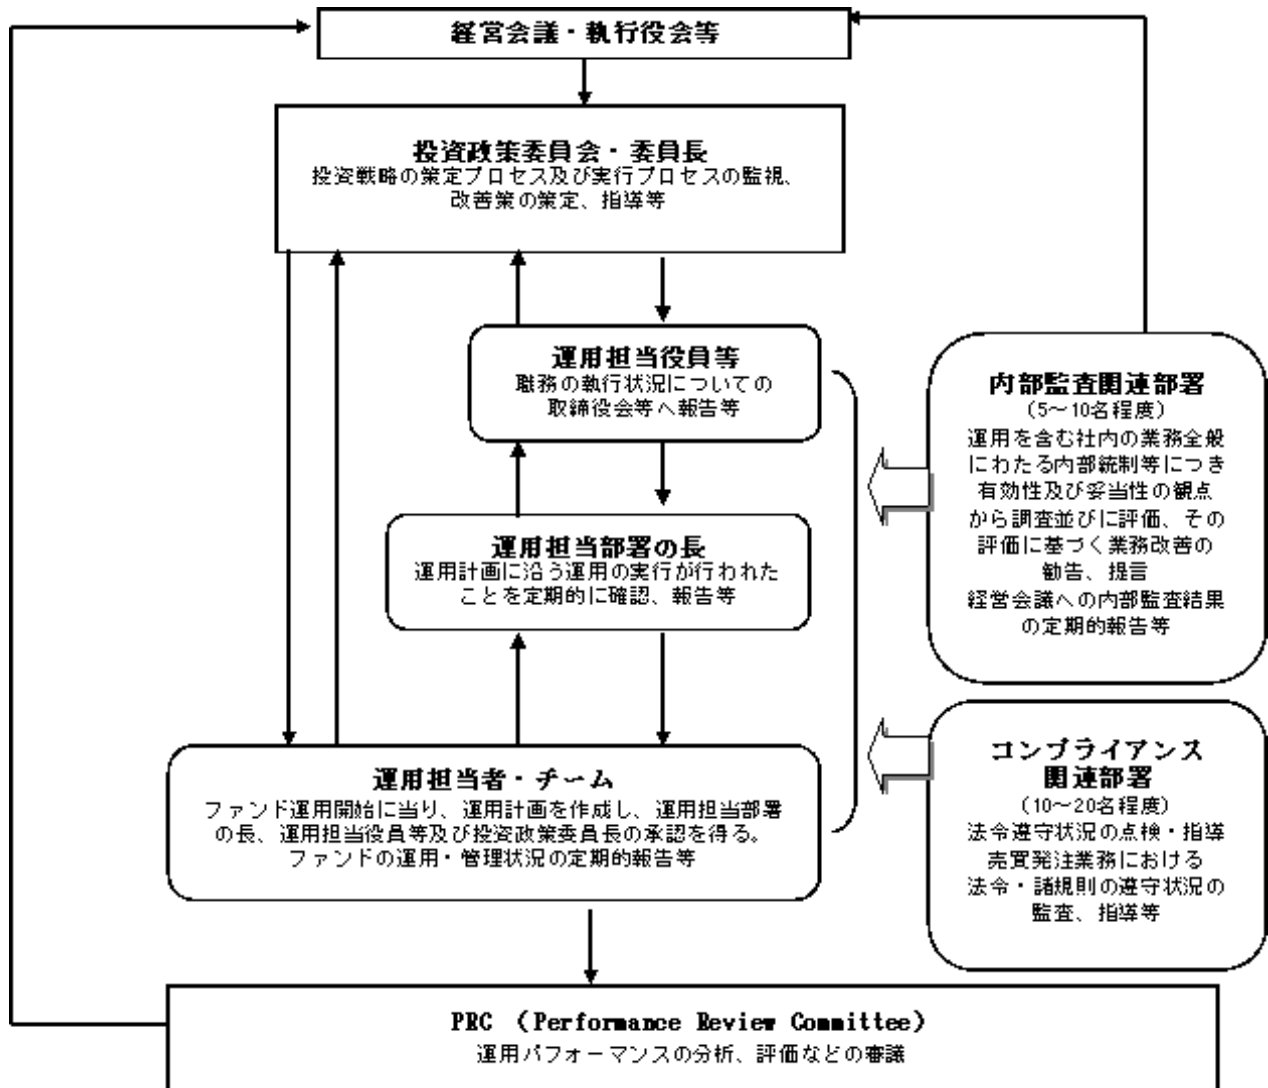 経営会議・執行役会等
投資政策委員会・委員長
投資戦略の策定プロセス及び実行プロセスの監視、
改善策の策定、指導等
運用担当役員等
職務の執行状況についての
取締役会等へ報告等
運用担当部署の長
運用計画に沿う運用の実行が行われた
ことを定期的に確認、報告等
運用担当者・チーム
ファンド運用開始に当り、運用計画を作成し、運用担当部署
の長、運用担当役員等及び投資政策委員長の承認を得る。
ファンドの運用・管理状況の定期的報告等
内部監査関連部署
（5～10名程度）
運用を含む社内の業務全般
にわたる内部統制等につき
有効性及び妥当性の観点
から調査並びに評価、その
評価に基づく業務改善の
勧告、提言
経営会議への内部監査結果
の定期的報告等
コンプライアンス
関連部署
（10～20名程度）
法令遵守状況の点検・指導
売買発注業務における
法令・諸規則の遵守状況の
監査、指導等
PRC （Performance Review Committee）
運用パフォーマンスの分析、評価などの審議